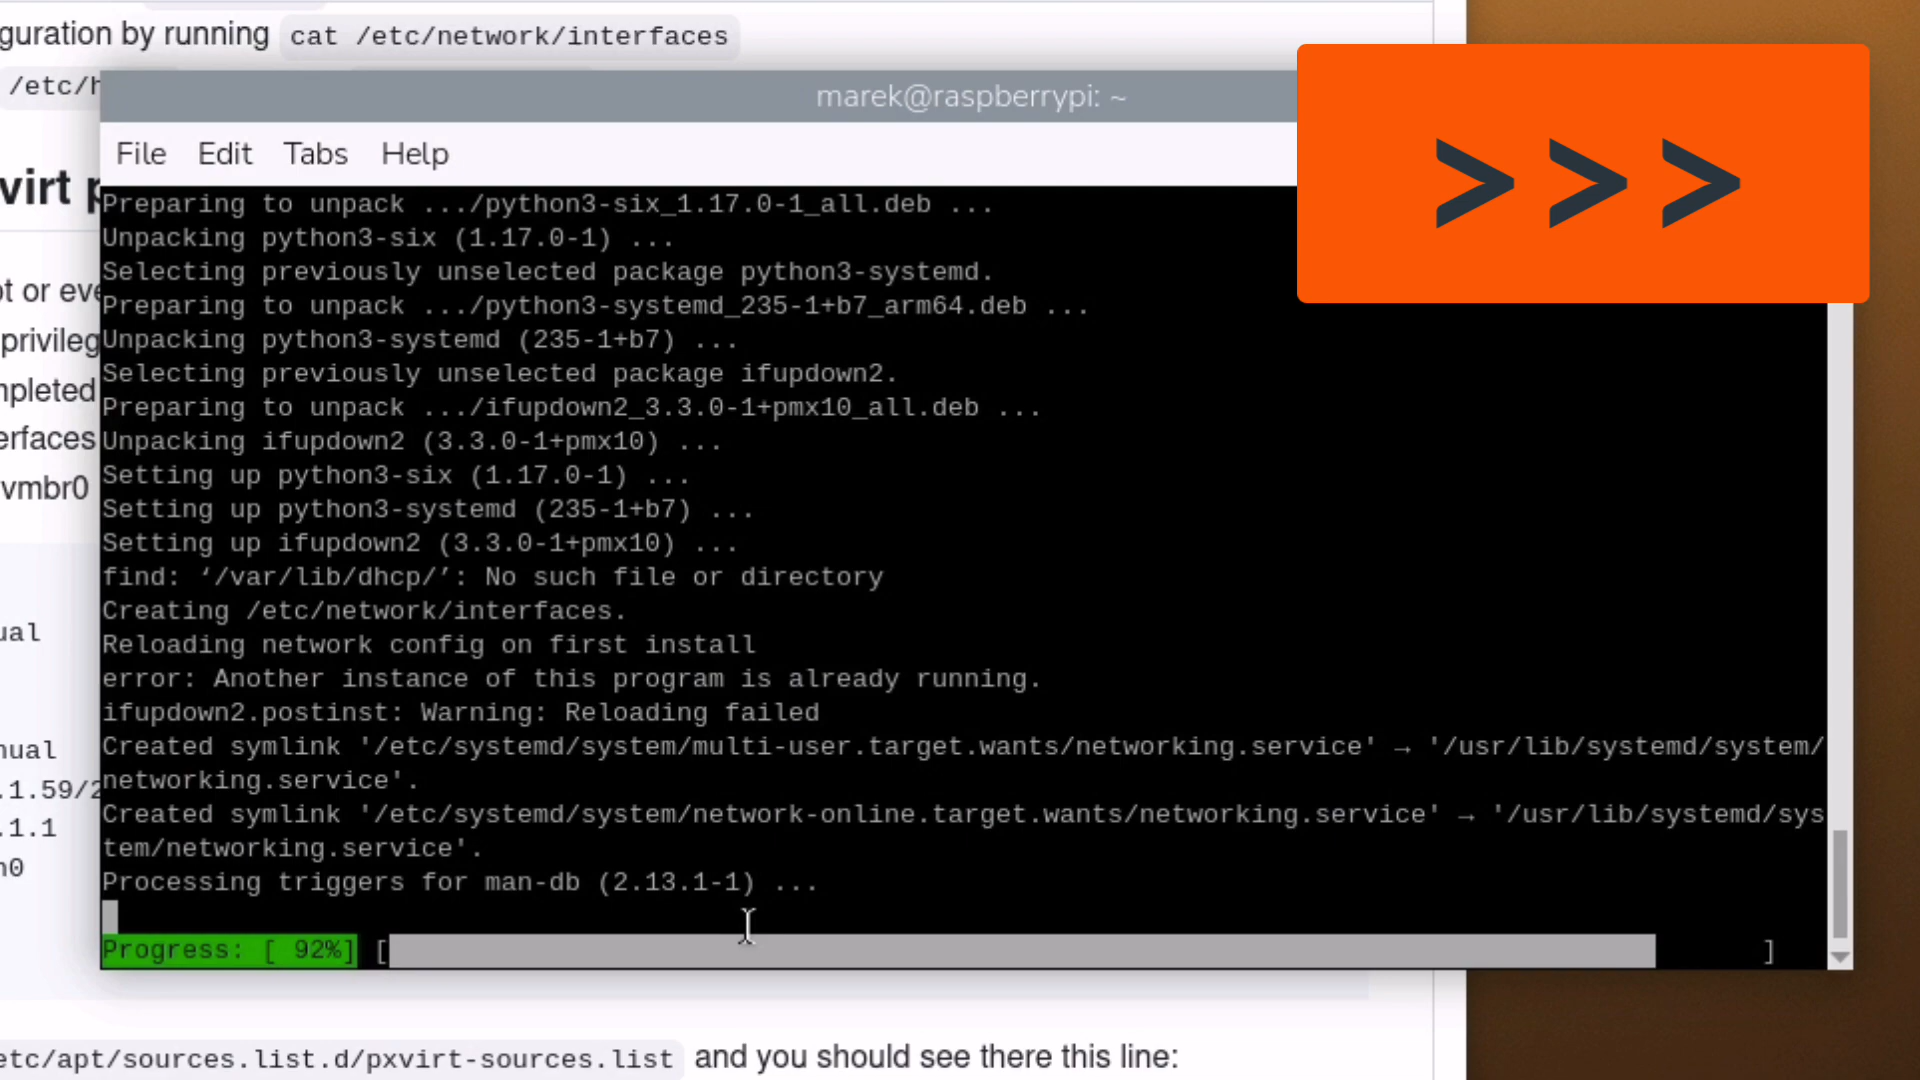 guration by running cat /etc/network/interfaces
/etc/h
marek@raspberrypi: ~
File Edit Tabs Help
>>>
virt p
ot or eve
privileg
mpleted
erfaces
vmbr0
ual
nual
.1.59/2
.1.1
n0
Preparing to unpack .../python3-six_1.17.0-1_all.deb ...
Unpacking python3-six (1.17.0-1) ...
Selecting previously unselected package python3-systemd.
Preparing to unpack .../python3-systemd_235-1+b7_arm64.deb ...
Unpacking python3-systemd (235-1+b7) ...
Selecting previously unselected package ifupdown2.
Preparing to unpack .../ifupdown2_3.3.0-1+pmx10_all.deb ...
Unpacking ifupdown2 (3.3.0-1+pmx10) ...
Setting up python3-six (1.17.0-1) ...
Setting up python3-systemd (235-1+b7) ...
Setting up ifupdown2 (3.3.0-1+pmx10) ...
find: ‘/var/lib/dhcp/’: No such file or directory
Creating /etc/network/interfaces.
Reloading network config on first install
error: Another instance of this program is already running.
ifupdown2.postinst: Warning: Reloading failed
Created symlink '/etc/systemd/system/multi-user.target.wants/networking.service' → '/usr/lib/systemd/system/
networking.service'.
Created symlink '/etc/systemd/system/network-online.target.wants/networking.service' → '/usr/lib/systemd/sys
tem/networking.service'.
Processing triggers for man-db (2.13.1-1) ...
Progress: [ 92%] [ ]
etc/apt/sources.list.d/pxvirt-sources.list and you should see there this line: